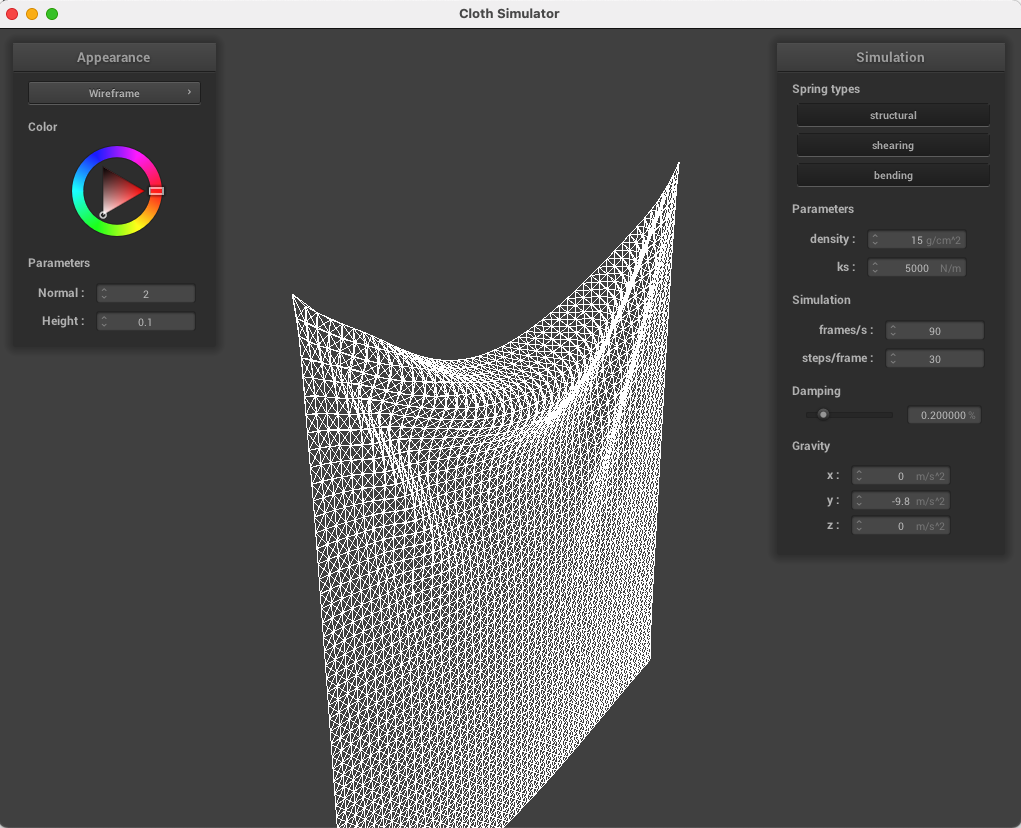 Cloth Simulator
Appearance
Wireframe
Color
Parameters
Normal : 2
Height : 0.1
Simulation
Spring types
structural
shearing
bending
Parameters
density : 15 g/cm^2
ks : 5000 N/m
Simulation
frames/s : 90
steps/frame : 30
Damping
0.200000 %
Gravity
x : 0 m/s^2
y : -9.8 m/s^2
z : 0 m/s^2